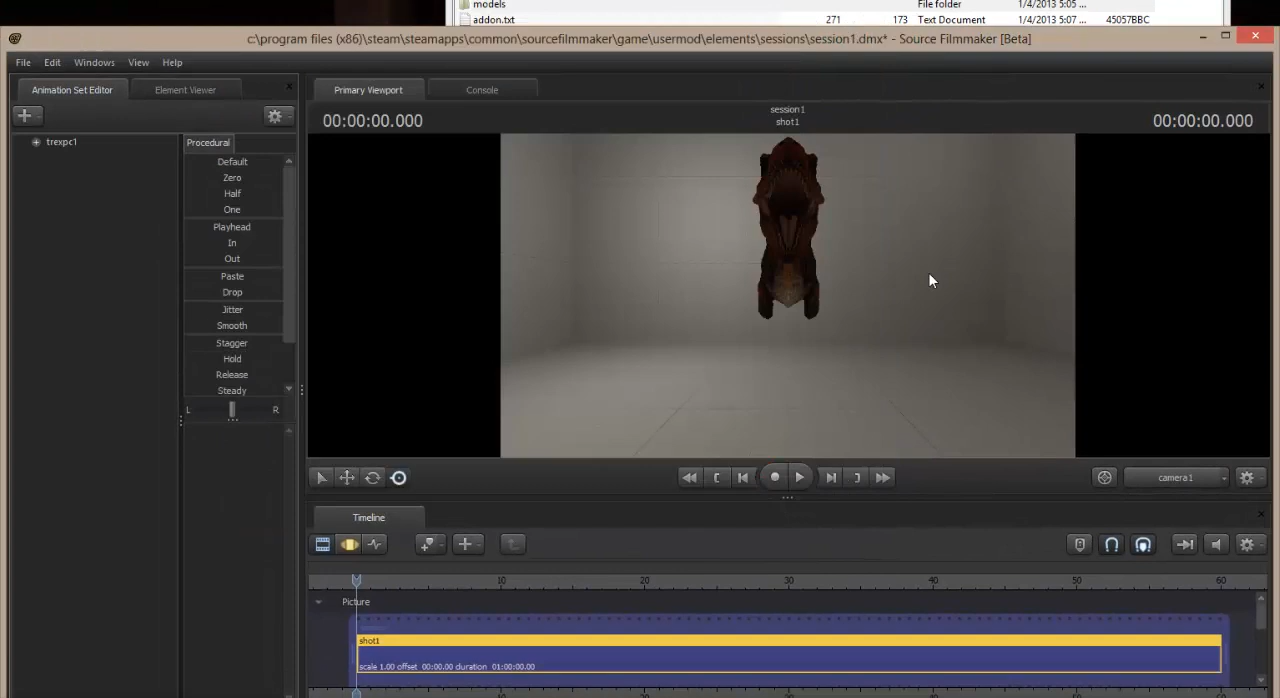 models File folder 1/4/2013 5:05 ...
addon.txt 271 173 Text Document 1/4/2013 5:07 ... 45057BBC
c:\program files (x86)\steam\steamapps\common\sourcefilmmaker\game\usermod\elements\sessions\session1.dmx* - Source Filmmaker [Beta]
File Edit Windows View Help
Animation Set Editor Element Viewer Primary Viewport Console
session1
00:00:00.000 shot1 00:00:00.000
trexpc1 Procedural
Default
Zero
Half
One
Playhead
In
Out
Paste
Drop
Jitter
Smooth
Stagger
Hold
Release
Steady
L R
camera1
Timeline
10 20 30 40 50 60
Picture
shot1
scale 1.00 offset 00:00.00 duration 01:00:00.00